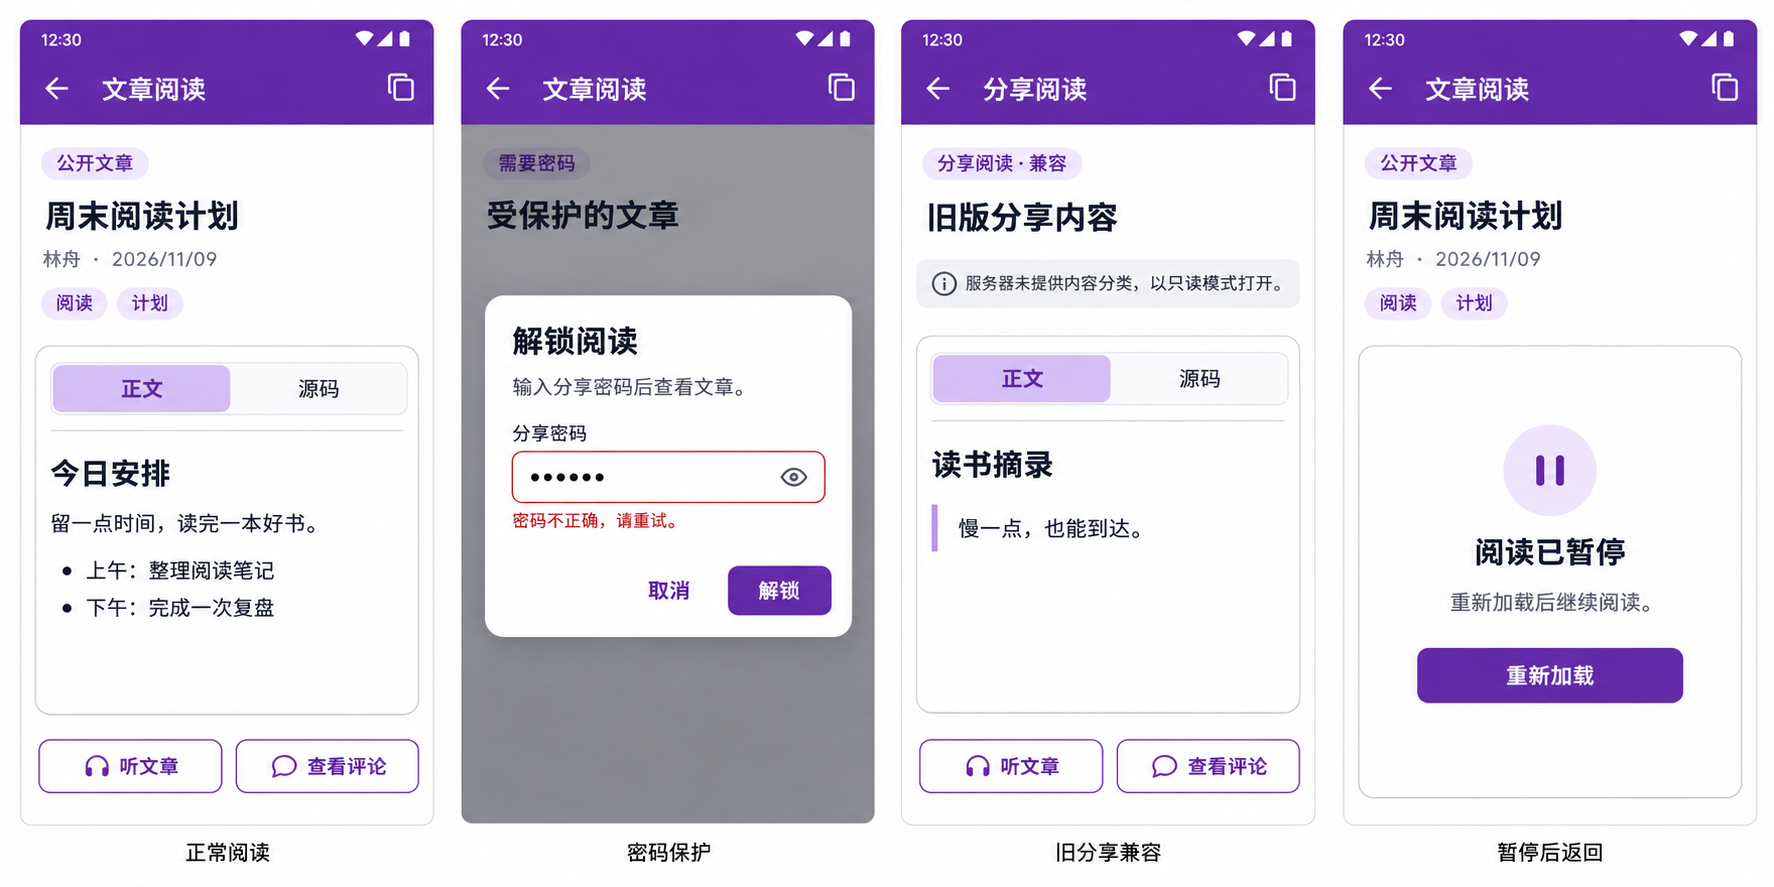 12:30
文章阅读
公开文章
周末阅读计划
林舟 · 2026/11/09
阅读 计划
正文 源码
今日安排
留一点时间，读完一本好书。
• 上午：整理阅读笔记
• 下午：完成一次复盘
听文章 查看评论
正常阅读
12:30
文章阅读
需要密码
受保护的文章
解锁阅读
输入分享密码后查看文章。
分享密码
••••••
密码不正确，请重试。
取消 解锁
密码保护
12:30
分享阅读
分享阅读 · 兼容
旧版分享内容
服务器未提供内容分类，以只读模式打开。
正文 源码
读书摘录
慢一点，也能到达。
听文章 查看评论
旧分享兼容
12:30
文章阅读
公开文章
周末阅读计划
林舟 · 2026/11/09
阅读 计划
阅读已暂停
重新加载后继续阅读。
重新加载
暂停后返回